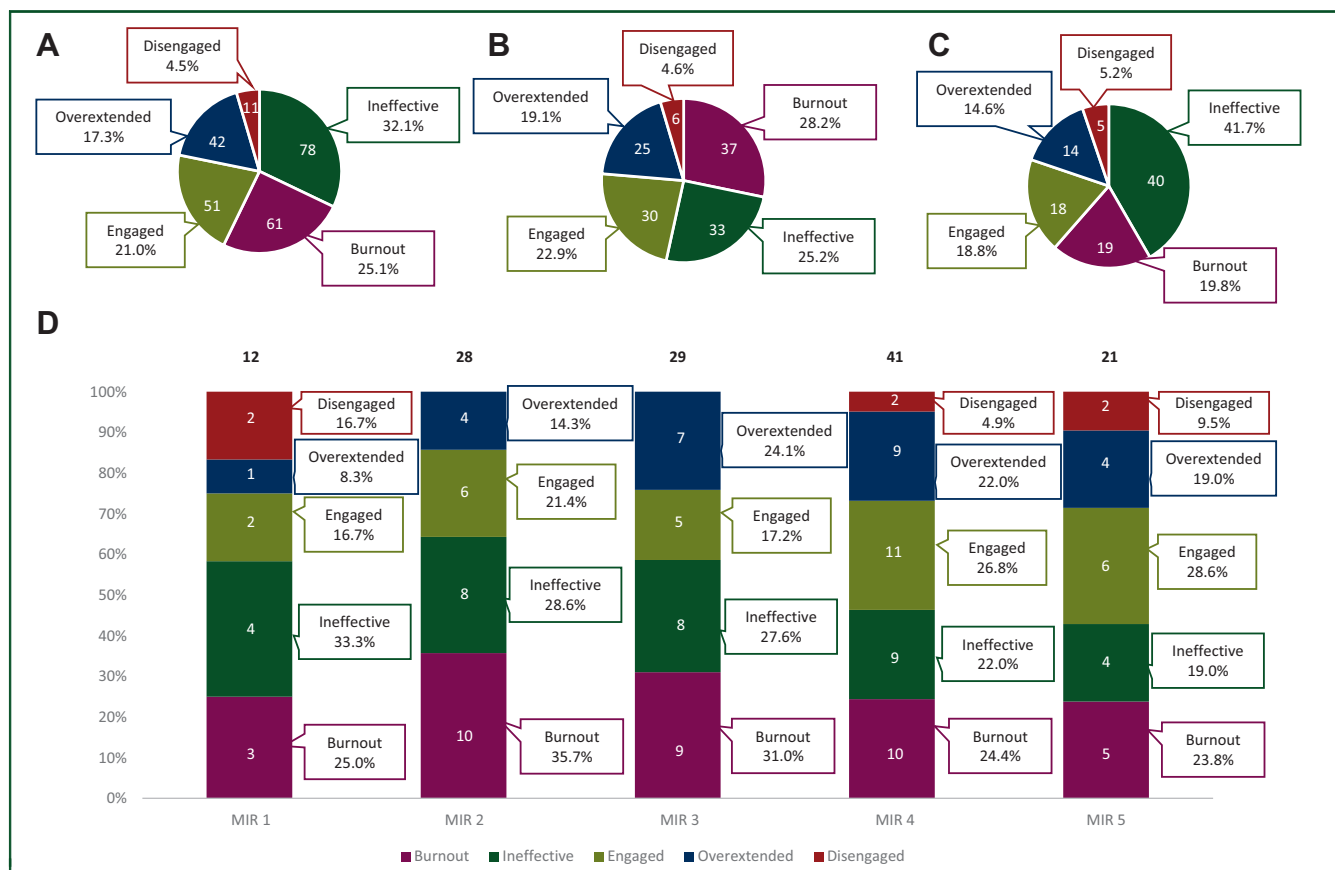 A
Disengaged
4.5%
Overextended
17.3%
Ineffective
32.1%
Engaged
21.0%
Burnout
25.1%
11
42
78
51
61
B
Disengaged
4.6%
Overextended
19.1%
Burnout
28.2%
Engaged
22.9%
Ineffective
25.2%
6
25
37
30
33
C
Disengaged
5.2%
Overextended
14.6%
Ineffective
41.7%
Engaged
18.8%
Burnout
19.8%
5
14
40
18
19
D
12 28 29 41 21
100%
90%
80%
70%
60%
50%
40%
30%
20%
10%
0%
2
Disengaged
16.7%
1
Overextended
8.3%
2
Engaged
16.7%
4
Ineffective
33.3%
3
Burnout
25.0%
4
Overextended
14.3%
6
Engaged
21.4%
8
Ineffective
28.6%
10
Burnout
35.7%
7
Overextended
24.1%
5
Engaged
17.2%
8
Ineffective
27.6%
9
Burnout
31.0%
2
Disengaged
4.9%
9
Overextended
22.0%
11
Engaged
26.8%
9
Ineffective
22.0%
10
Burnout
24.4%
2
Disengaged
9.5%
4
Overextended
19.0%
6
Engaged
28.6%
4
Ineffective
19.0%
5
Burnout
23.8%
MIR 1 MIR 2 MIR 3 MIR 4 MIR 5
Burnout Ineffective Engaged Overextended Disengaged